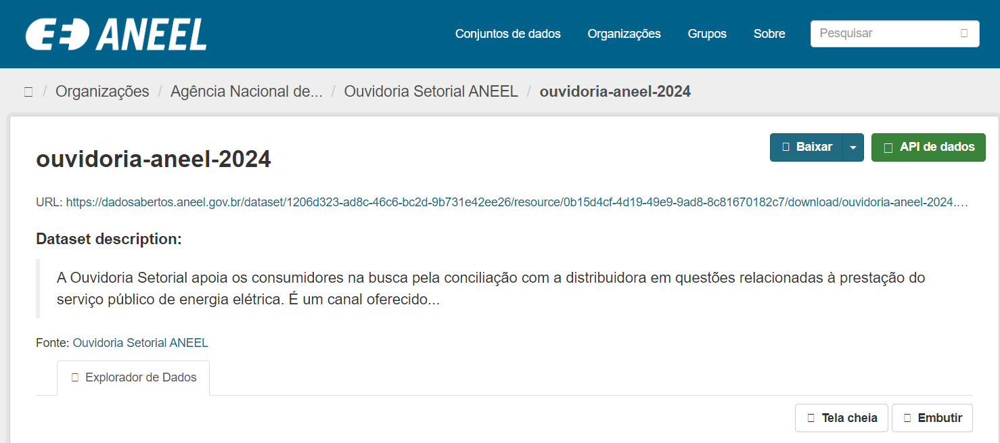 ANEEL
Conjuntos de dados Organizações Grupos Sobre Pesquisar
/ Organizações / Agência Nacional de... / Ouvidoria Setorial ANEEL / ouvidoria-aneel-2024
Baixar API de dados
ouvidoria-aneel-2024
URL: https://dadosabertos.aneel.gov.br/dataset/1206d323-ad8c-46c6-bc2d-9b731e42ee26/resource/0b15d4cf-4d19-49e9-9ad8-8c81670182c7/download/ouvidoria-aneel-2024.…
Dataset description:
A Ouvidoria Setorial apoia os consumidores na busca pela conciliação com a distribuidora em questões relacionadas à prestação do
serviço público de energia elétrica. É um canal oferecido...
Fonte: Ouvidoria Setorial ANEEL
Explorador de Dados
Tela cheia Embutir